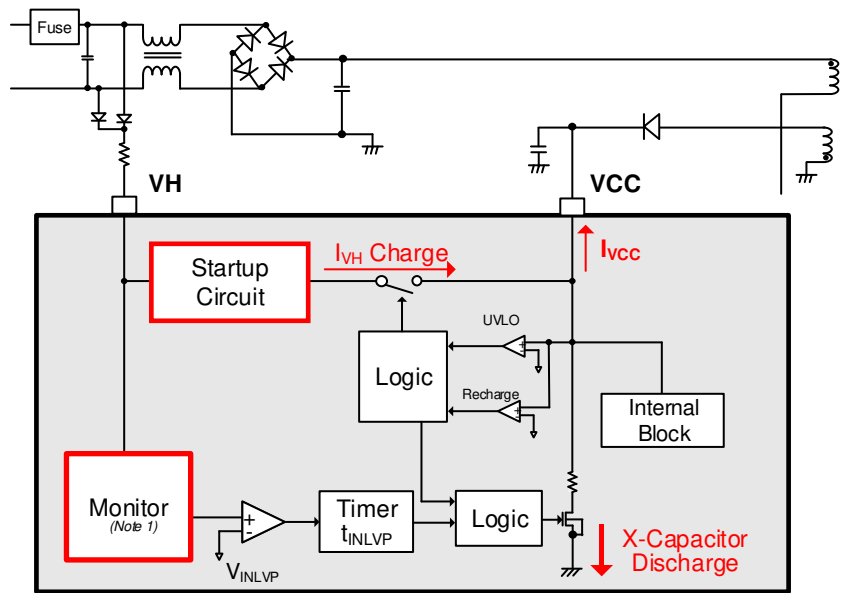 Fuse
VH
VCC
Startup
Circuit
IVH Charge
IVCC
UVLO
Logic
Recharge
Internal
Block
Monitor
(Note 1)
+
-
VINLVP
Timer
tINLVP
Logic
X-Capacitor
Discharge